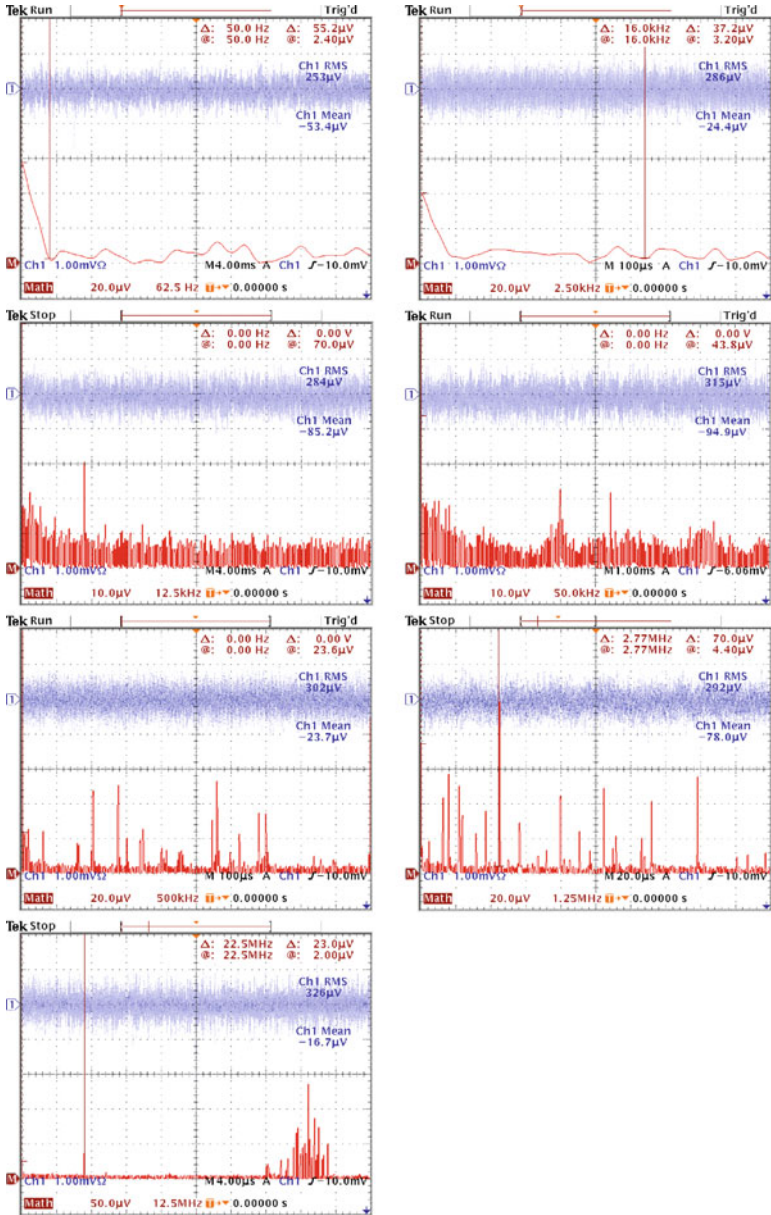 Tek Run Trig'd
Δ: 50.0 Hz Δ: 55.2µV
@: 50.0 Hz @: 2.40µV
Ch1 RMS
253µV
1
Ch1 Mean
−53.4µV
M
Ch1 1.00mVΩ M 4.00ms A Ch1 ∫ −10.0mV
Math 20.0µV 62.5 Hz T 0.00000 s
Tek Run Trig'd
Δ: 16.0kHz Δ: 37.2µV
@: 16.0kHz @: 3.20µV
Ch1 RMS
286µV
1
Ch1 Mean
−24.4µV
M
Ch1 1.00mVΩ M 100µs A Ch1 ∫ −10.0mV
Math 20.0µV 2.50kHz T 0.00000 s
Tek Stop
Δ: 0.00 Hz Δ: 0.00 V
@: 0.00 Hz @: 70.0µV
Ch1 RMS
284µV
1
Ch1 Mean
−85.2µV
M
Ch1 1.00mVΩ M 4.00ms A Ch1 ∫ −10.0mV
Math 10.0µV 12.5kHz T 0.00000 s
Tek Run Trig'd
Δ: 0.00 Hz Δ: 0.00 V
@: 0.00 Hz @: 43.8µV
Ch1 RMS
315µV
1
Ch1 Mean
−94.9µV
M
Ch1 1.00mVΩ M 1.00ms A Ch1 ∫ −6.06mV
Math 10.0µV 50.0kHz T 0.00000 s
Tek Run Trig'd
Δ: 0.00 Hz Δ: 0.00 V
@: 0.00 Hz @: 23.6µV
Ch1 RMS
302µV
1
Ch1 Mean
−23.7µV
M
Ch1 1.00mVΩ M 100µs A Ch1 ∫ −10.0mV
Math 20.0µV 500kHz T 0.00000 s
Tek Stop
Δ: 2.77MHz Δ: 70.0µV
@: 2.77MHz @: 4.40µV
Ch1 RMS
292µV
1
Ch1 Mean
−78.0µV
M
Ch1 1.00mVΩ M 20.0µs A Ch1 ∫ −10.0mV
Math 20.0µV 1.25MHz T 0.00000 s
Tek Stop
Δ: 22.5MHz Δ: 23.0µV
@: 22.5MHz @: 2.00µV
Ch1 RMS
326µV
1
Ch1 Mean
−16.7µV
M
Ch1 1.00mVΩ M 4.00µs A Ch1 ∫ −10.0mV
Math 50.0µV 12.5MHz T 0.00000 s